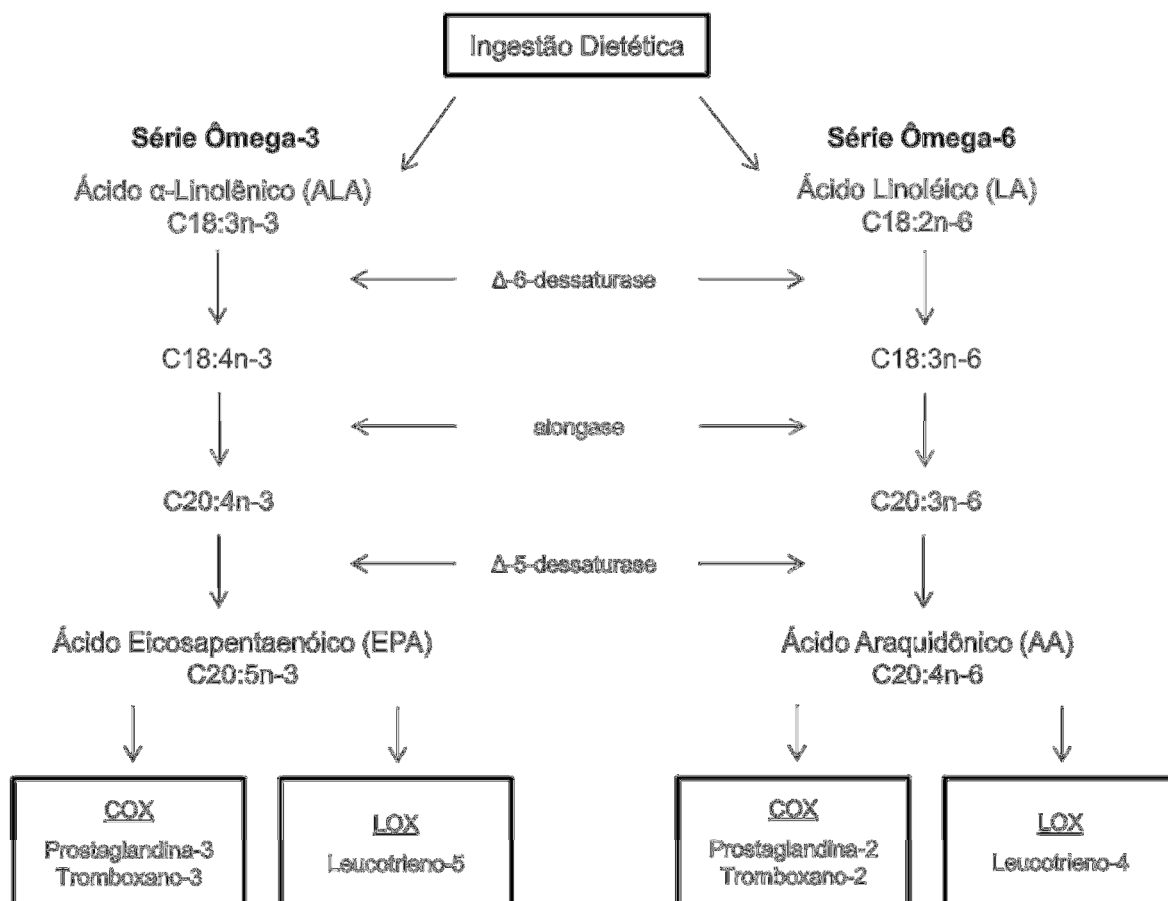 Ingestão Dietética
Série Ômega-3
Série Ômega-6
Ácido α-Linolênico (ALA)
C18:3n-3
Ácido Linoléico (LA)
C18:2n-6
Δ-6-dessaturase
C18:4n-3
C18:3n-6
alongase
C20:4n-3
C20:3n-6
Δ-5-dessaturase
Ácido Eicosapentaenóico (EPA)
C20:5n-3
Ácido Araquidônico (AA)
C20:4n-6
COX
Prostaglandina-3
Tromboxano-3
LOX
Leucotrieno-5
COX
Prostaglandina-2
Tromboxano-2
LOX
Leucotrieno-4